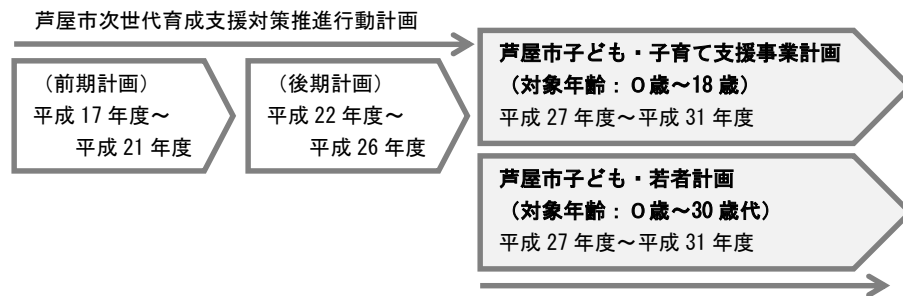 芦屋市次世代育成支援対策推進行動計画
（前期計画）
平成 17 年度～
平成 21 年度
（後期計画）
平成 22 年度～
平成 26 年度
芦屋市子ども・子育て支援事業計画
（対象年齢：０歳～18 歳）
平成 27 年度～平成 31 年度
芦屋市子ども・若者計画
（対象年齢：０歳～30 歳代）
平成 27 年度～平成 31 年度